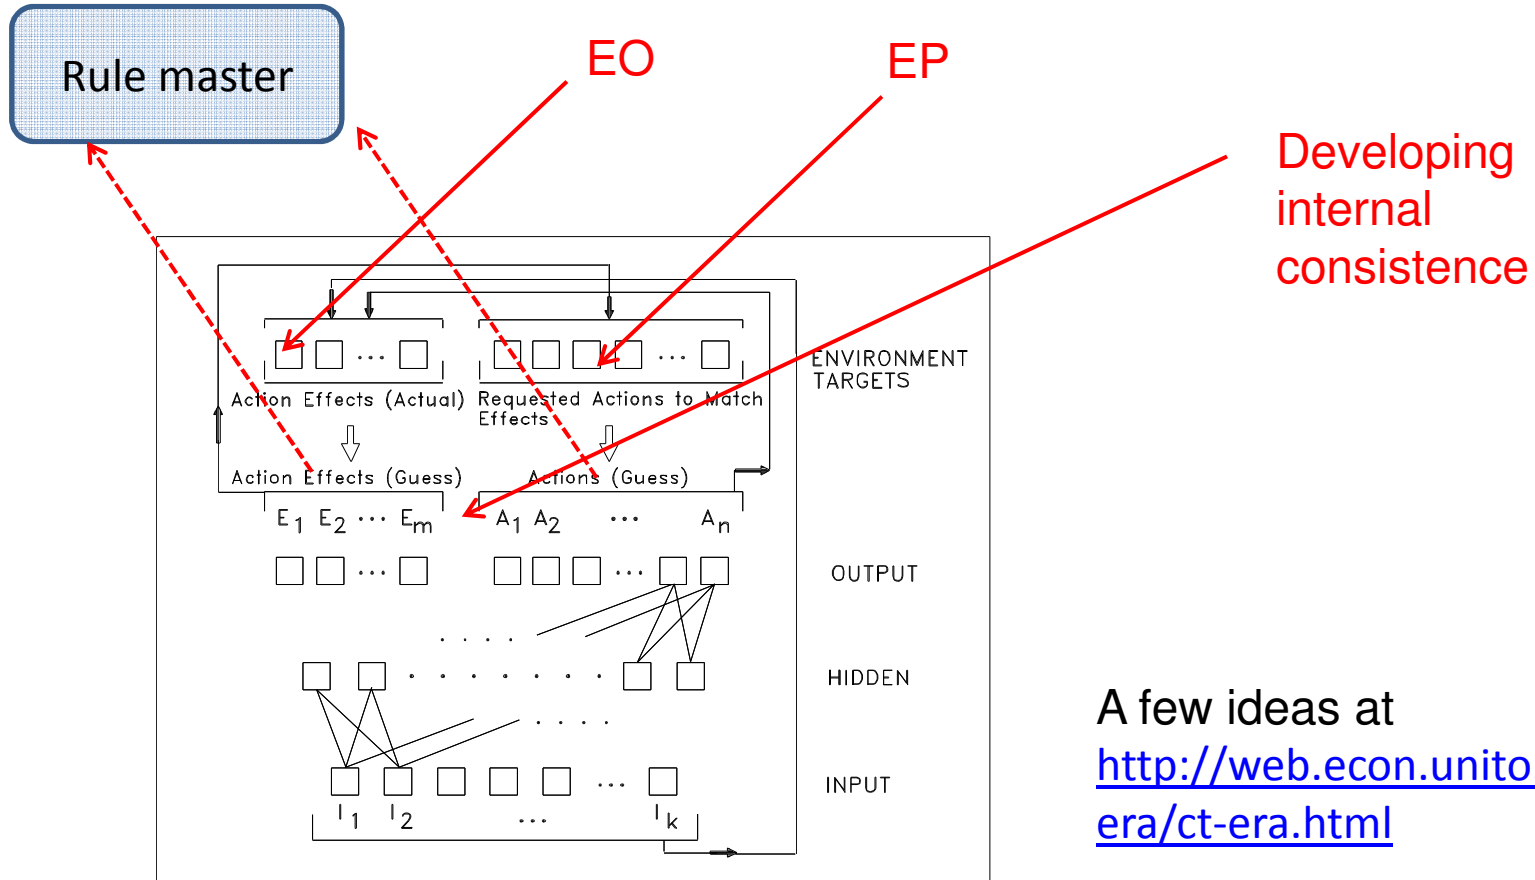 Rule master
EO
EP
Developing
internal
consistence
ENVIRONMENT
TARGETS
Action Effects (Actual)
Requested Actions to Match
Effects
Action Effects (Guess)
Actions (Guess)
E1 E2 ... Em
A1 A2 ... An
OUTPUT
HIDDEN
INPUT
I1 I2 ... Ik
A few ideas at
http://web.econ.unito
era/ct-era.html